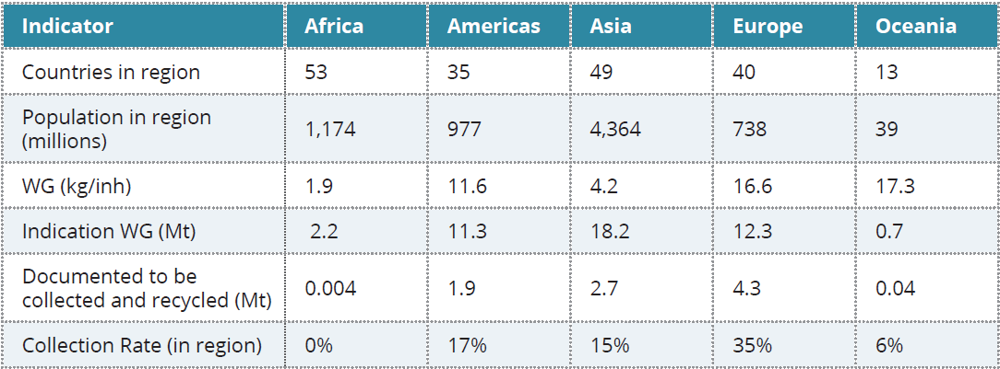 Indicator Africa Americas Asia Europe Oceania
Countries in region 53 35 49 40 13
Population in region
(millions) 1,174 977 4,364 738 39
WG (kg/inh) 1.9 11.6 4.2 16.6 17.3
Indication WG (Mt) 2.2 11.3 18.2 12.3 0.7
Documented to be
collected and recycled (Mt) 0.004 1.9 2.7 4.3 0.04
Collection Rate (in region) 0% 17% 15% 35% 6%